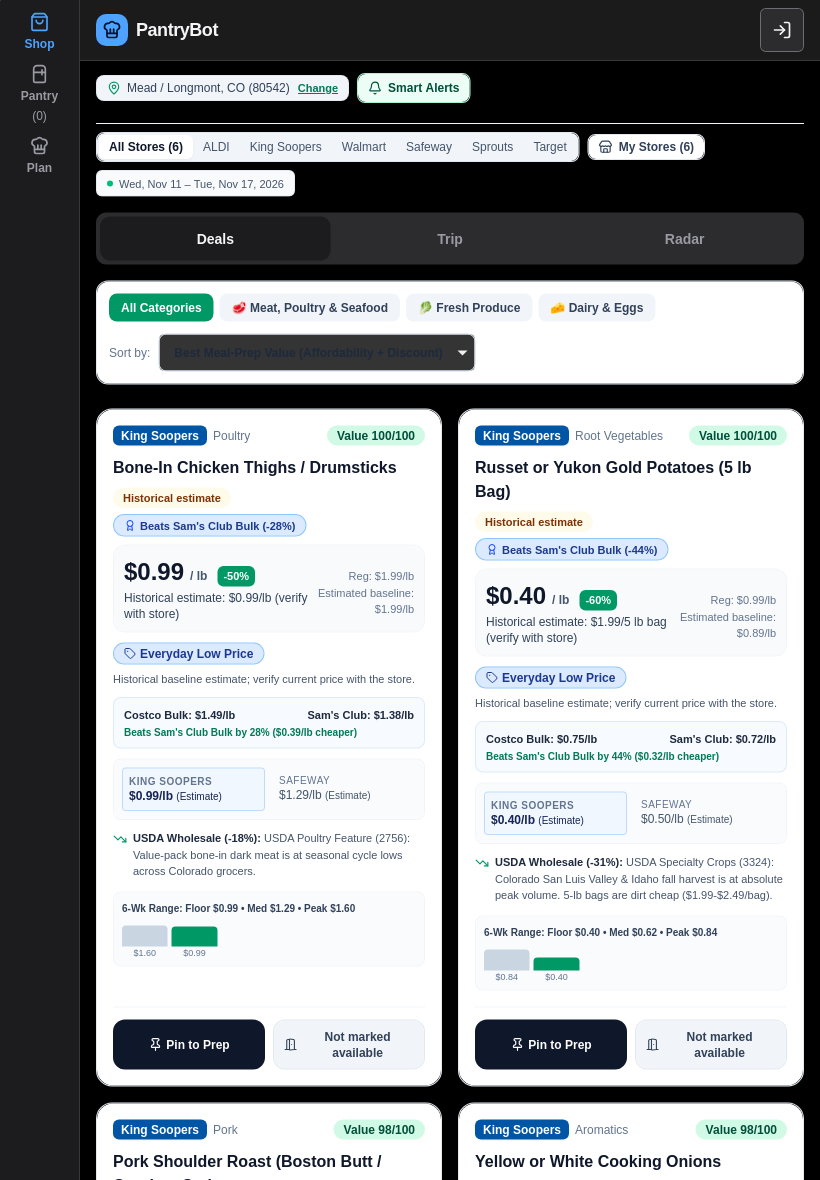 PantryBot
Shop
Pantry
(0)
Plan
Mead / Longmont, CO (80542) Change
Smart Alerts
All Stores (6) ALDI King Soopers Walmart Safeway Sprouts Target
My Stores (6)
Wed, Nov 11 – Tue, Nov 17, 2026
Deals Trip Radar
All Categories 🥩 Meat, Poultry & Seafood 🥬 Fresh Produce 🧀 Dairy & Eggs
Sort by: Best Meal-Prep Value (Affordability + Discount)
King Soopers Poultry Value 100/100
Bone-In Chicken Thighs / Drumsticks
Historical estimate
Beats Sam's Club Bulk (-28%)
$0.99 / lb -50%
Historical estimate: $0.99/lb (verify
with store)
Reg: $1.99/lb
Estimated baseline:
$1.99/lb
Everyday Low Price
Historical baseline estimate; verify current price with the store.
Costco Bulk: $1.49/lb Sam's Club: $1.38/lb
Beats Sam's Club Bulk by 28% ($0.39/lb cheaper)
KING SOOPERS
$0.99/lb (Estimate)
SAFEWAY
$1.29/lb (Estimate)
USDA Wholesale (-18%): USDA Poultry Feature (2756):
Value-pack bone-in dark meat is at seasonal cycle lows
across Colorado grocers.
6-Wk Range: Floor $0.99 • Med $1.29 • Peak $1.60
$1.60 $0.99
Pin to Prep
Not marked
available
King Soopers Root Vegetables Value 100/100
Russet or Yukon Gold Potatoes (5 lb
Bag)
Historical estimate
Beats Sam's Club Bulk (-44%)
$0.40 / lb -60%
Historical estimate: $1.99/5 lb bag
(verify with store)
Reg: $0.99/lb
Estimated baseline:
$0.89/lb
Everyday Low Price
Historical baseline estimate; verify current price with the store.
Costco Bulk: $0.75/lb Sam's Club: $0.72/lb
Beats Sam's Club Bulk by 44% ($0.32/lb cheaper)
KING SOOPERS
$0.40/lb (Estimate)
SAFEWAY
$0.50/lb (Estimate)
USDA Wholesale (-31%): USDA Specialty Crops (3324):
Colorado San Luis Valley & Idaho fall harvest is at absolute
peak volume. 5-lb bags are dirt cheap ($1.99-$2.49/bag).
6-Wk Range: Floor $0.40 • Med $0.62 • Peak $0.84
$0.84 $0.40
Pin to Prep
Not marked
available
King Soopers Pork Value 98/100
Pork Shoulder Roast (Boston Butt /
King Soopers Aromatics Value 98/100
Yellow or White Cooking Onions